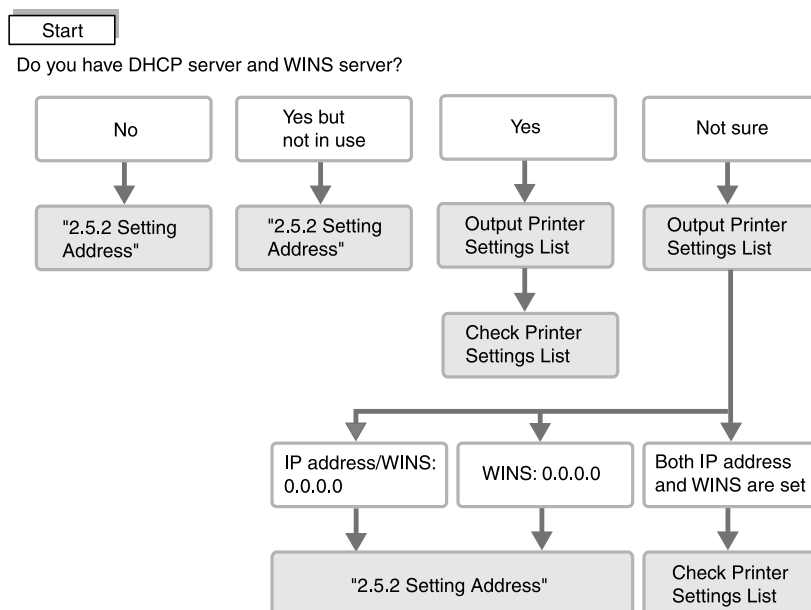 Start
Do you have DHCP server and WINS server?
No
Yes but
not in use
Yes
Not sure
"2.5.2 Setting
Address"
"2.5.2 Setting
Address"
Output Printer
Settings List
Output Printer
Settings List
Check Printer
Settings List
IP address/WINS:
0.0.0.0
WINS: 0.0.0.0
Both IP address
and WINS are set
"2.5.2 Setting Address"
Check Printer
Settings List